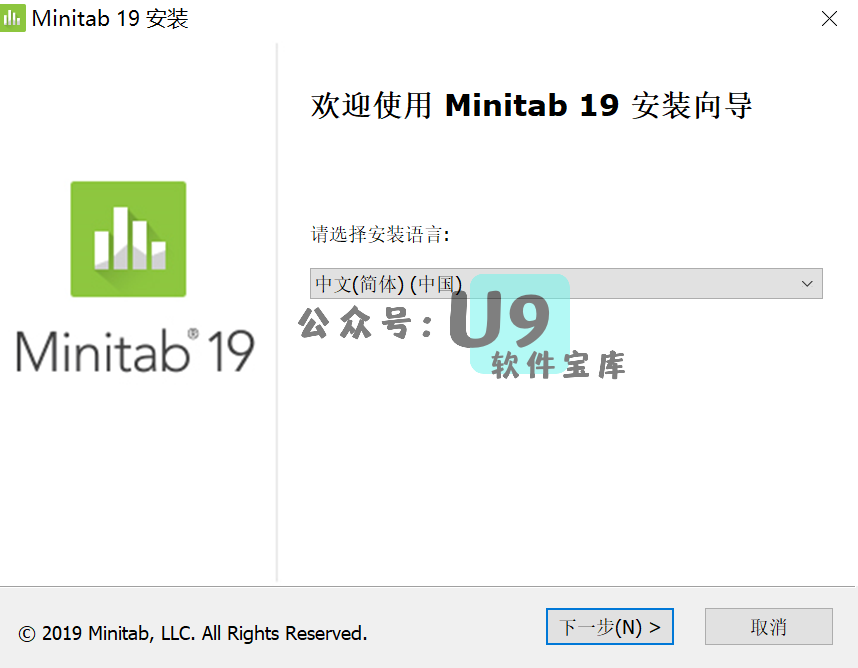 Minitab 19 安装
欢迎使用 Minitab 19 安装向导
Minitab® 19
请选择安装语言:
中文(简体) (中国)
公众号: U9
软件宝库
© 2019 Minitab, LLC. All Rights Reserved.
下一步(N) >
取消